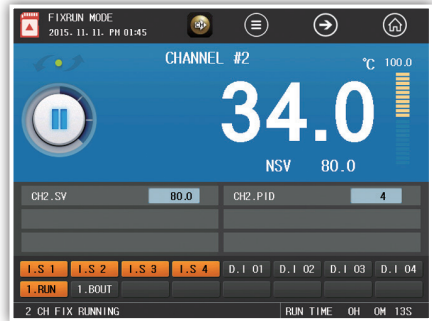 FIXRUN MODE
2015. 11. 11. PM 01:45
CHANNEL #2
°C 100.0
34.0
NSV 80.0
CH2.SV 80.0 CH2.PID 4
I.S 1 I.S 2 I.S 3 I.S 4 D.I 01 D.I 02 D.I 03 D.I 04
1.RUN 1.BOUT
2 CH FIX RUNNING RUN TIME 0H 0M 13S